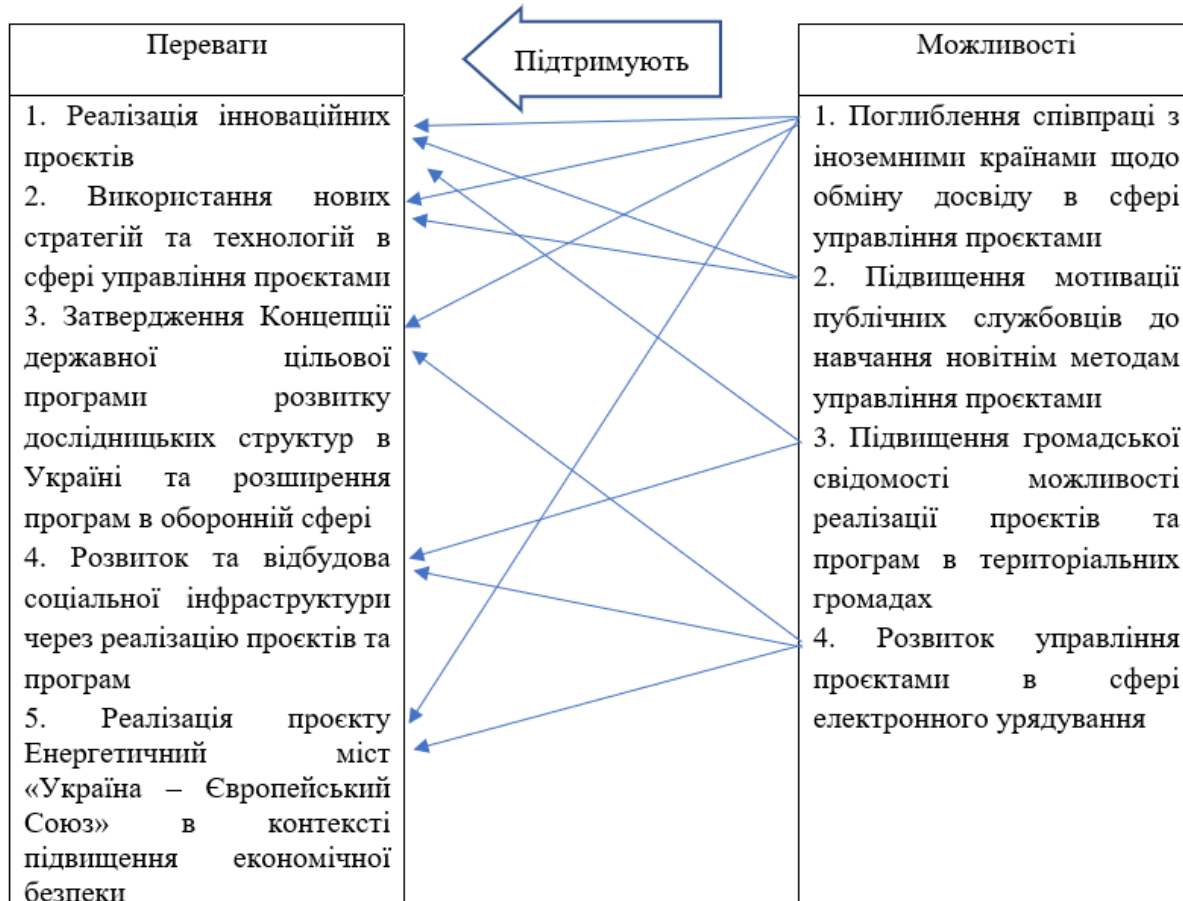 Переваги
1. Реалізація інноваційних
проєктів
2. Використання нових
стратегій та технологій в
сфері управління проєктами
3. Затвердження Концепції
державної цільової
програми розвитку
дослідницьких структур в
Україні та розширення
програм в оборонній сфері
4. Розвиток та відбудова
соціальної інфраструктури
через реалізацію проєктів та
програм
5. Реалізація проєкту
Енергетичний міст
«Україна – Європейський
Союз» в контексті
підвищення економічної
безпеки
Підтримують
Можливості
1. Поглиблення співпраці з
іноземними країнами щодо
обміну досвіду в сфері
управління проєктами
2. Підвищення мотивації
публічних службовців до
навчання новітнім методам
управління проєктами
3. Підвищення громадської
свідомості можливості
реалізації проєктів та
програм в територіальних
громадах
4. Розвиток управління
проєктами в сфері
електронного урядування